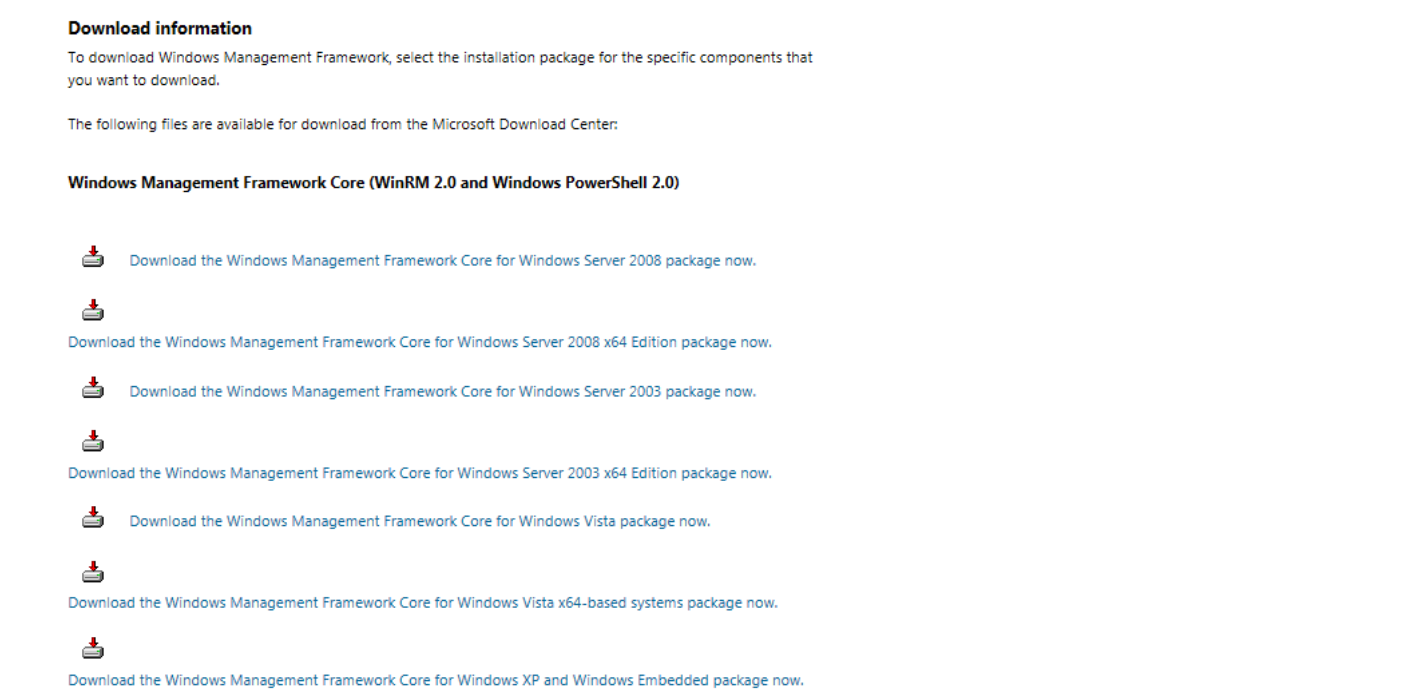 Download information
To download Windows Management Framework, select the installation package for the specific components that
you want to download.
The following files are available for download from the Microsoft Download Center:
Windows Management Framework Core (WinRM 2.0 and Windows PowerShell 2.0)
Download the Windows Management Framework Core for Windows Server 2008 package now.
Download the Windows Management Framework Core for Windows Server 2008 x64 Edition package now.
Download the Windows Management Framework Core for Windows Server 2003 package now.
Download the Windows Management Framework Core for Windows Server 2003 x64 Edition package now.
Download the Windows Management Framework Core for Windows Vista package now.
Download the Windows Management Framework Core for Windows Vista x64-based systems package now.
Download the Windows Management Framework Core for Windows XP and Windows Embedded package now.